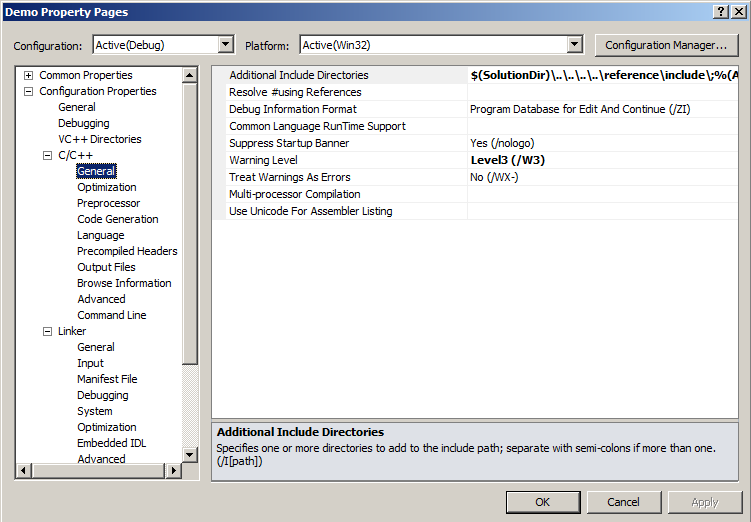 Demo Property Pages
Configuration: Active(Debug) Platform: Active(Win32) Configuration Manager...
Common Properties
Configuration Properties
General
Debugging
VC++ Directories
C/C++
General
Optimization
Preprocessor
Code Generation
Language
Precompiled Headers
Output Files
Browse Information
Advanced
Command Line
Linker
General
Input
Manifest File
Debugging
System
Optimization
Embedded IDL
Advanced
Additional Include Directories $(SolutionDir)\..\..\..\..\reference\include\;%(A
Resolve #using References
Debug Information Format Program Database for Edit And Continue (/ZI)
Common Language RunTime Support
Suppress Startup Banner Yes (/nologo)
Warning Level Level3 (/W3)
Treat Warnings As Errors No (/WX-)
Multi-processor Compilation
Use Unicode For Assembler Listing
Additional Include Directories
Specifies one or more directories to add to the include path; separate with semi-colons if more than one.
(/I[path])
OK Cancel Apply